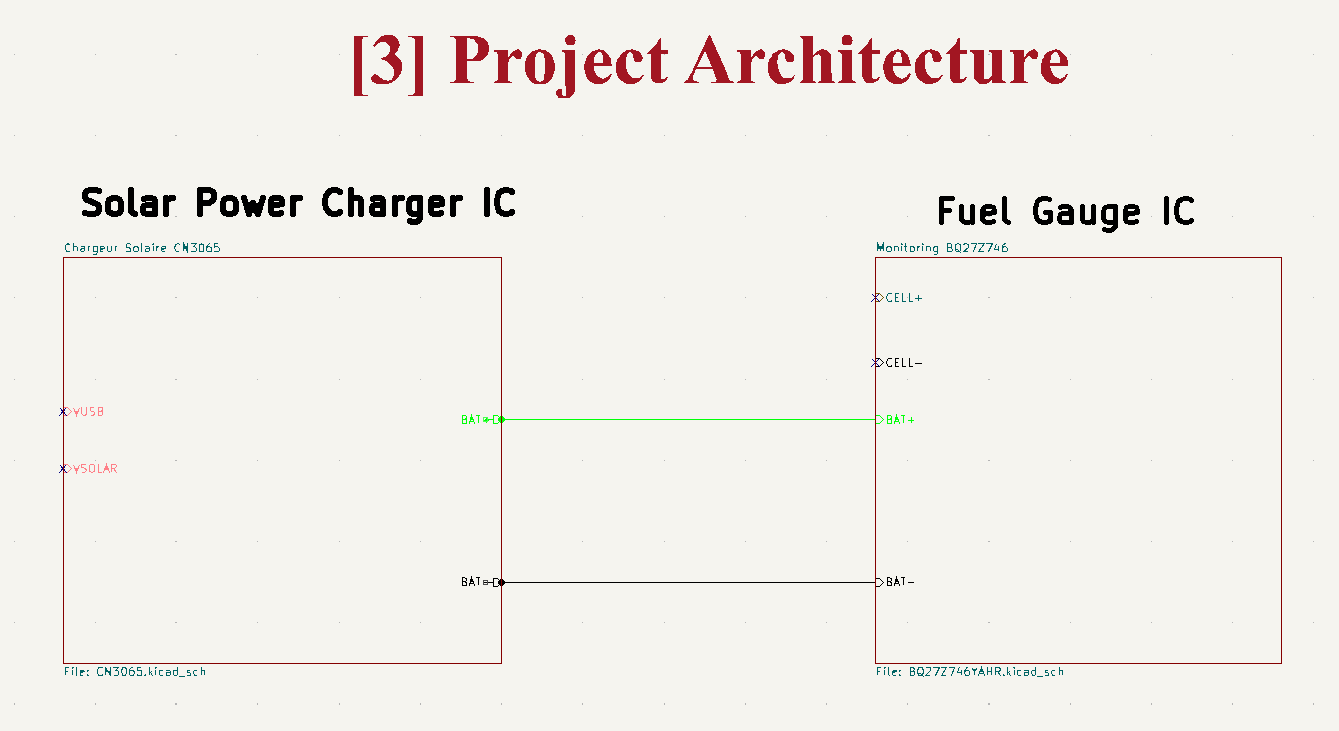 [3] Project Architecture
Solar Power Charger IC
Fuel Gauge IC
Chargeur Solaire CN3065
Monitoring BQ27Z746
CELL+
CELL-
VUSB
BAT+
BAT+
VSOLAR
BAT-
BAT-
File: CN3065.kicad_sch
File: BQ27Z746YAHR.kicad_sch